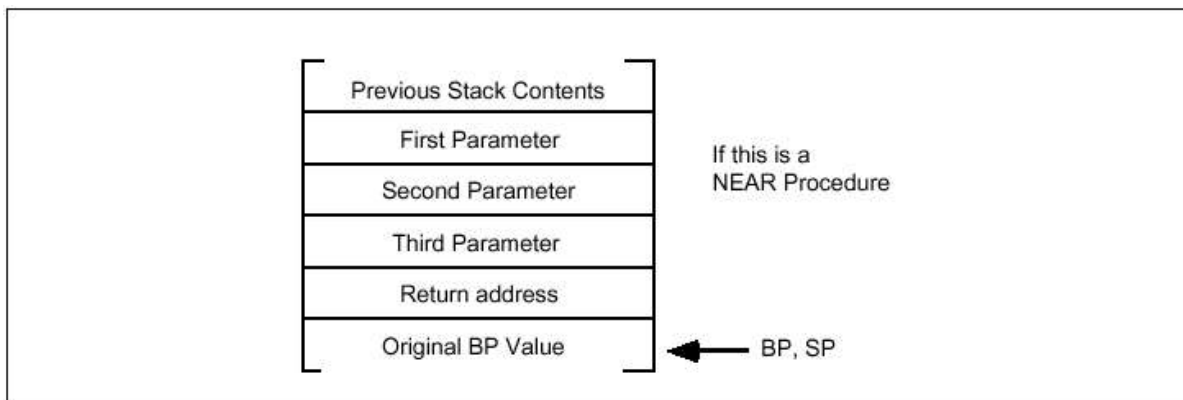 Previous Stack Contents
First Parameter
Second Parameter
Third Parameter
Return address
Original BP Value
If this is a
NEAR Procedure
BP, SP